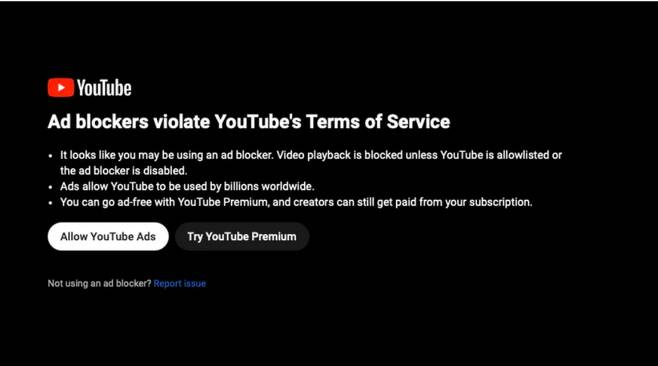 YouTube
Ad blockers violate YouTube's Terms of Service
• It looks like you may be using an ad blocker. Video playback is blocked unless YouTube is allowlisted or
the ad blocker is disabled.
• Ads allow YouTube to be used by billions worldwide.
• You can go ad-free with YouTube Premium, and creators can still get paid from your subscription.
Allow YouTube Ads Try YouTube Premium
Not using an ad blocker? Report issue